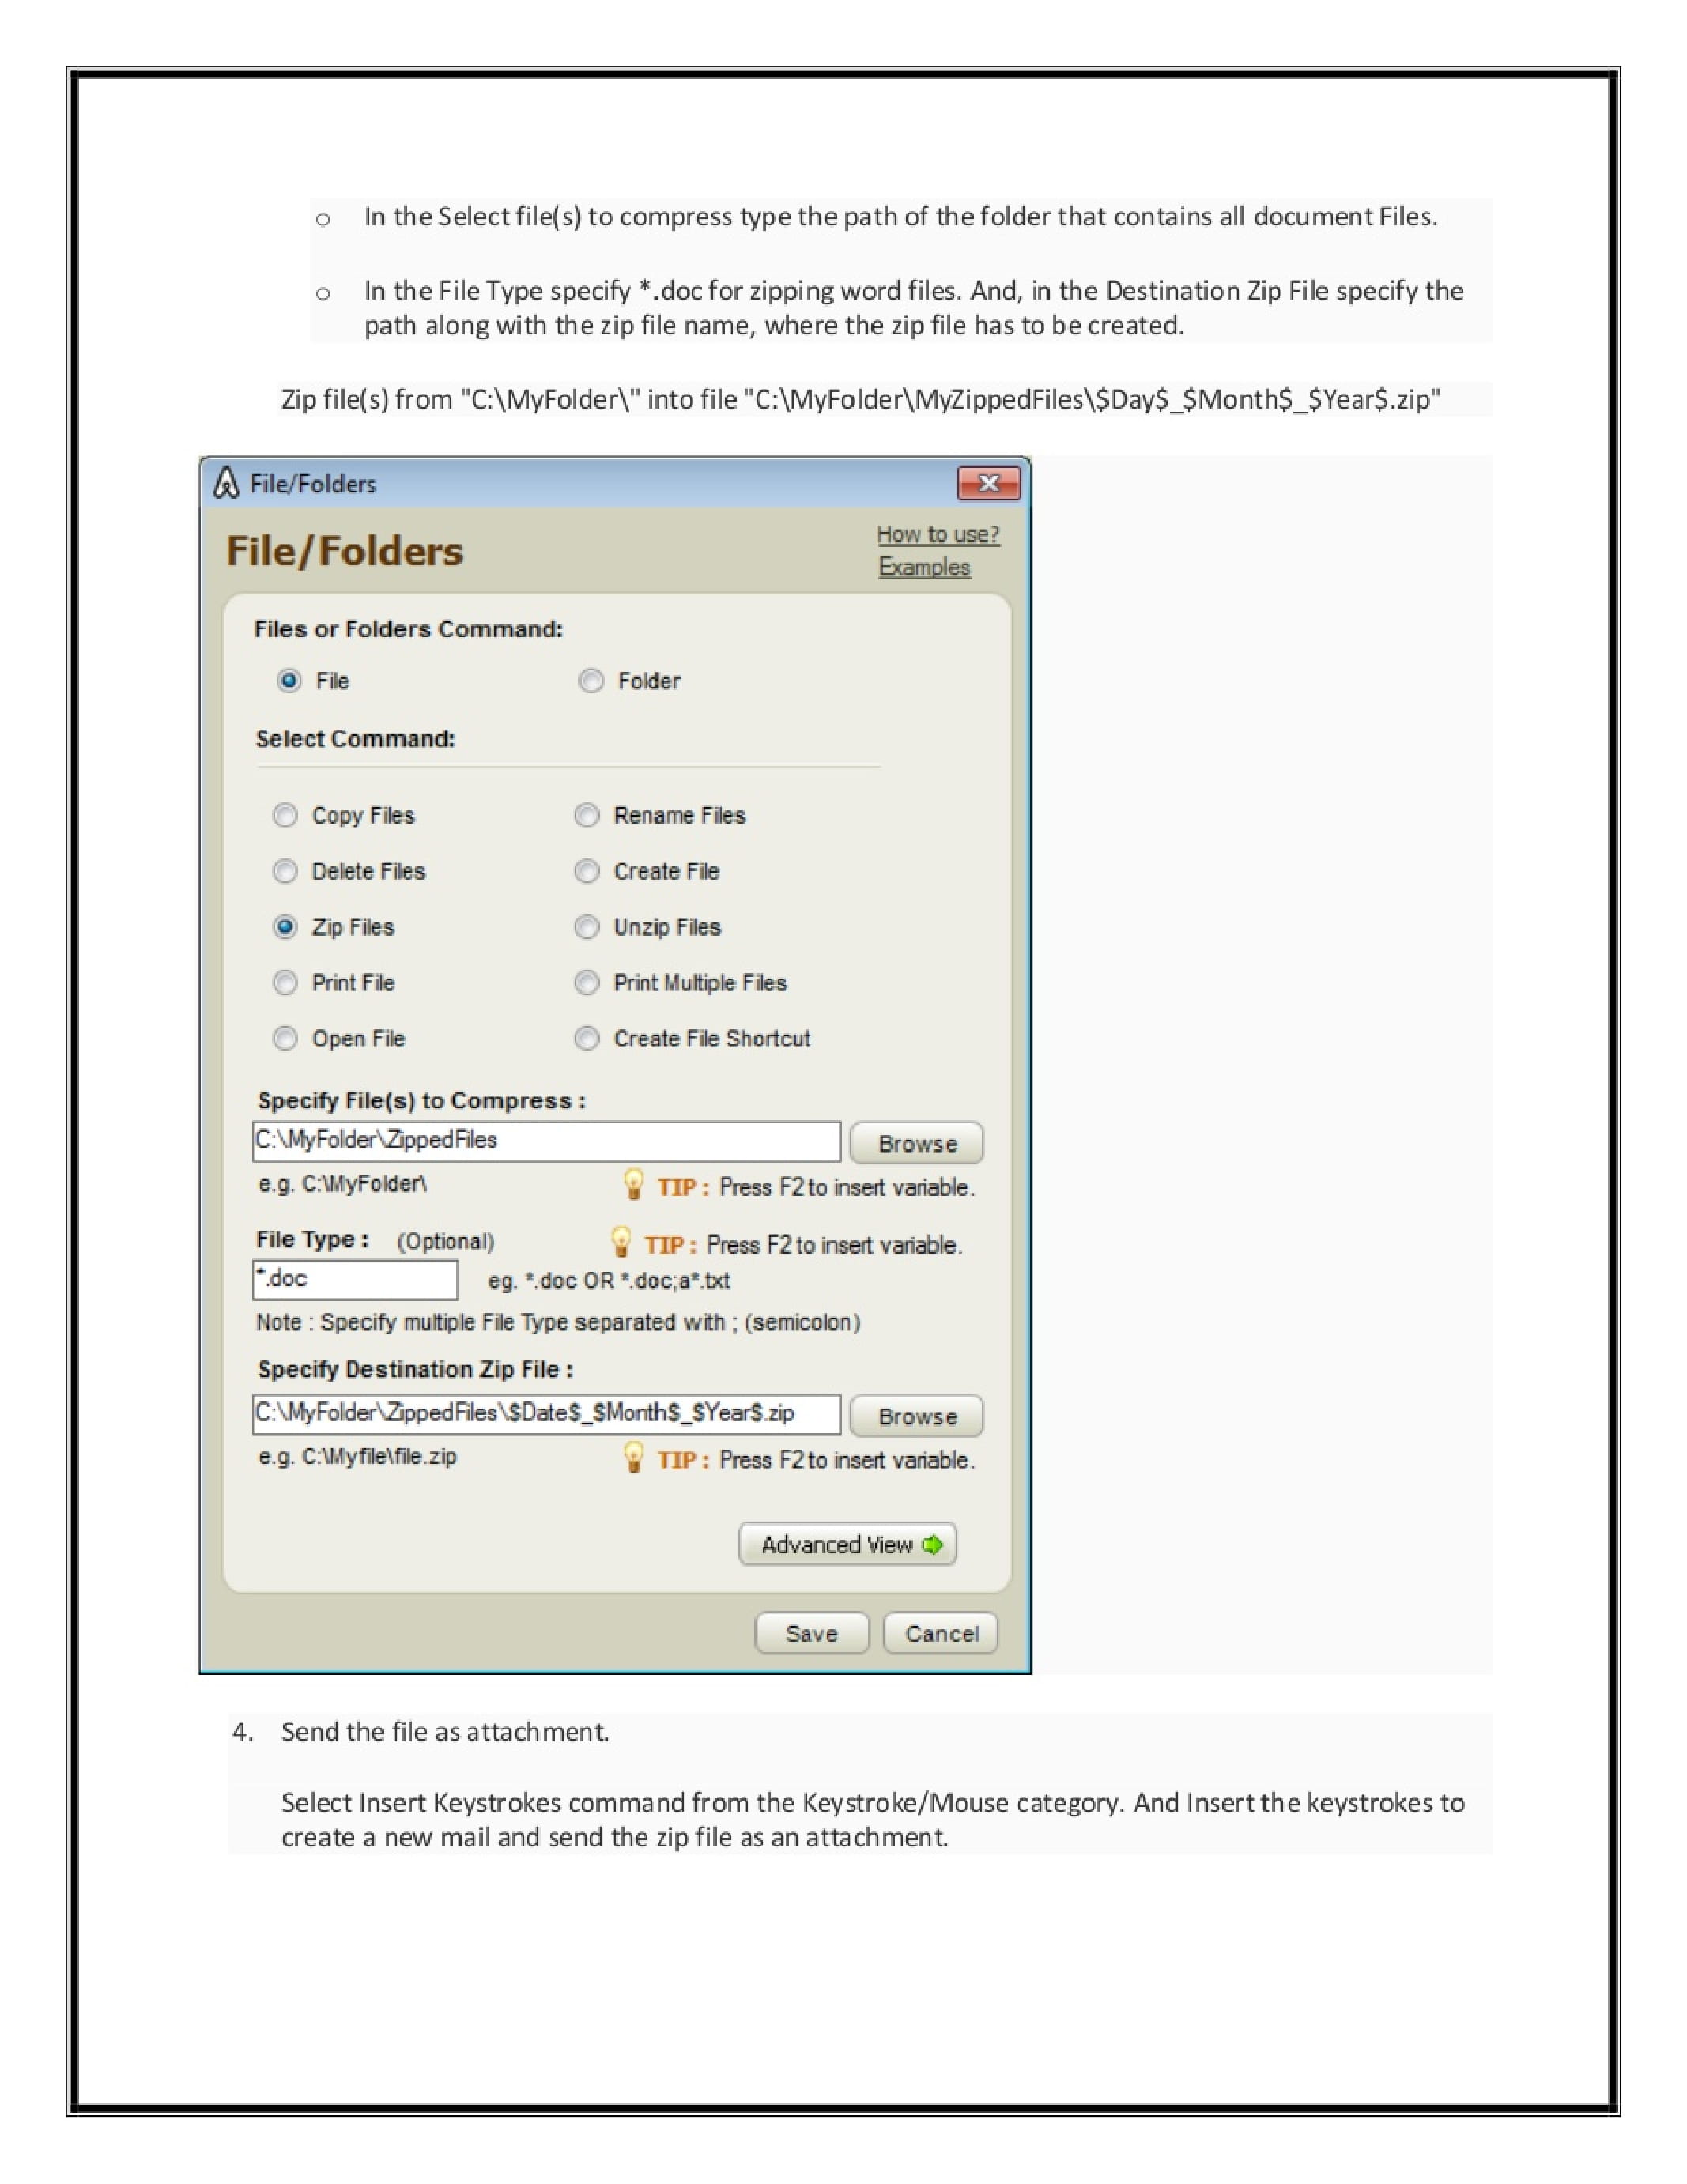 o In the Select file(s) to compress type the path of the folder that contains all document Files.
o In the File Type specify *.doc for zipping word files. And, in the Destination Zip File specify the
path along with the zip file name, where the zip file has to be created.
Zip file(s) from "C:\MyFolder\" into file "C:\MyFolder\MyZippedFiles\$Day$_$Month$_$Year$.zip"
File/Folders
File/Folders
How to use?
Examples
Files or Folders Command:
File Folder
Select Command:
Copy Files Rename Files
Delete Files Create File
Zip Files Unzip Files
Print File Print Multiple Files
Open File Create File Shortcut
Specify File(s) to Compress :
C:\MyFolder\ZippedFiles Browse
e.g. C:\MyFolder\ TIP : Press F2 to insert variable.
File Type : (Optional) TIP : Press F2 to insert variable.
*.doc eg. *.doc OR *.doc;a*.txt
Note : Specify multiple File Type separated with ; (semicolon)
Specify Destination Zip File :
C:\MyFolder\ZippedFiles\$Date$_$Month$_$Year$.zip Browse
e.g. C:\Myfile\file.zip TIP : Press F2 to insert variable.
Advanced View
Save Cancel
4. Send the file as attachment.
Select Insert Keystrokes command from the Keystroke/Mouse category. And Insert the keystrokes to
create a new mail and send the zip file as an attachment.